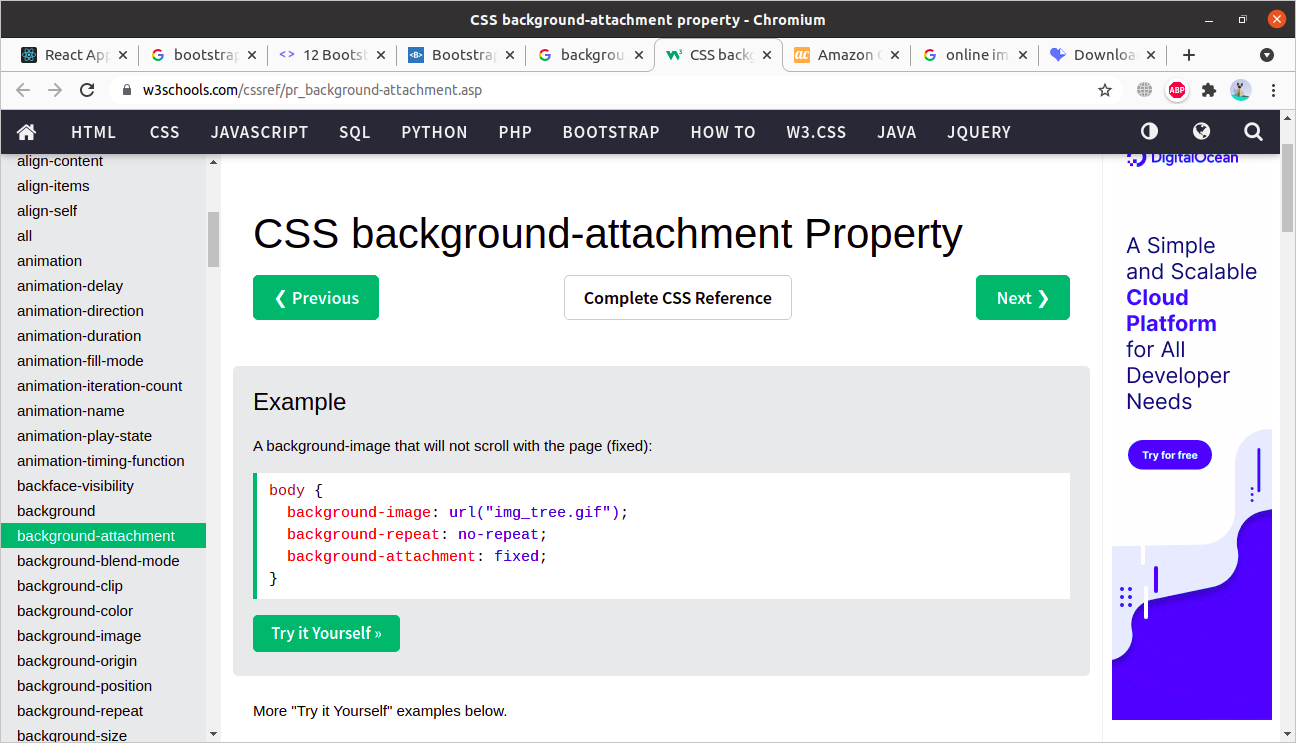 CSS background-attachment property - Chromium
React App
bootstrap
12 Bootst
Bootstrap
backgrou
CSS backg
Amazon
online im
Downloa
w3schools.com/cssref/pr_background-attachment.asp
ABP
HTML CSS JAVASCRIPT SQL PYTHON PHP BOOTSTRAP HOW TO W3.CSS JAVA JQUERY
align-content
align-items
align-self
all
animation
animation-delay
animation-direction
animation-duration
animation-fill-mode
animation-iteration-count
animation-name
animation-play-state
animation-timing-function
backface-visibility
background
background-attachment
background-blend-mode
background-clip
background-color
background-image
background-origin
background-position
background-repeat
background-size
CSS background-attachment Property
❮ Previous
Complete CSS Reference
Next ❯
Example
A background-image that will not scroll with the page (fixed):
body {
  background-image: url("img_tree.gif");
  background-repeat: no-repeat;
  background-attachment: fixed;
}
Try it Yourself »
More "Try it Yourself" examples below.
DigitalOcean
A Simple
and Scalable
Cloud
Platform
for All
Developer
Needs
Try for free